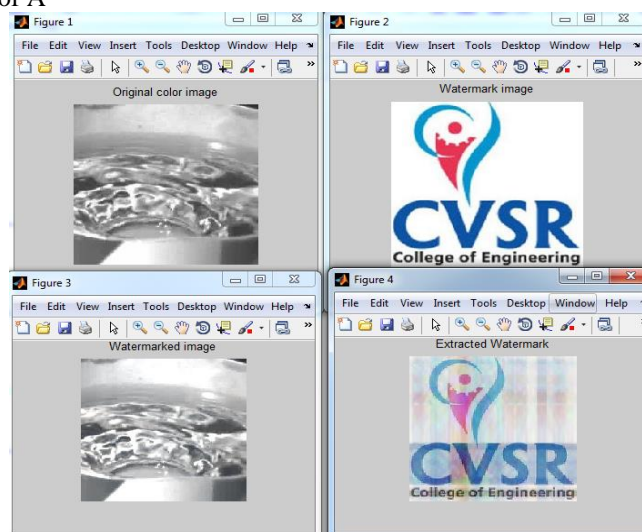 or A
Figure 1
File Edit View Insert Tools Desktop Window Help
Original color image
Figure 2
File Edit View Insert Tools Desktop Window Help
Watermark image
CVSR
College of Engineering
Figure 3
File Edit View Insert Tools Desktop Window Help
Watermarked image
Figure 4
File Edit View Insert Tools Desktop Window Help
Extracted Watermark
CVSR
College of Engineering